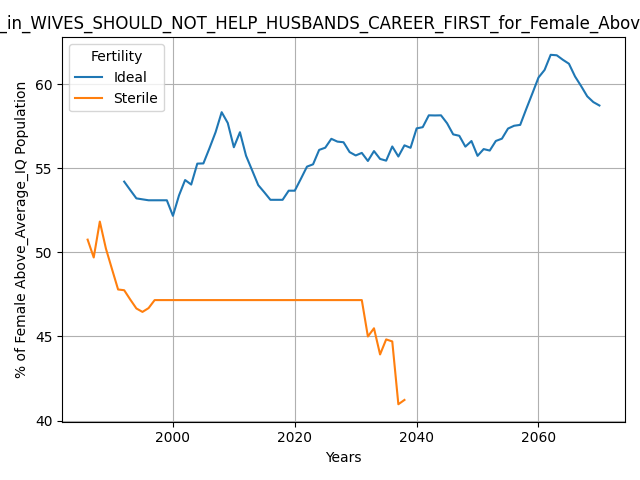 _in_WIVES_SHOULD_NOT_HELP_HUSBANDS_CAREER_FIRST_for_Female_Abov
Fertility
Ideal
Sterile
% of Female Above_Average_IQ Population
60
55
50
45
40
2000
2020
2040
2060
Years